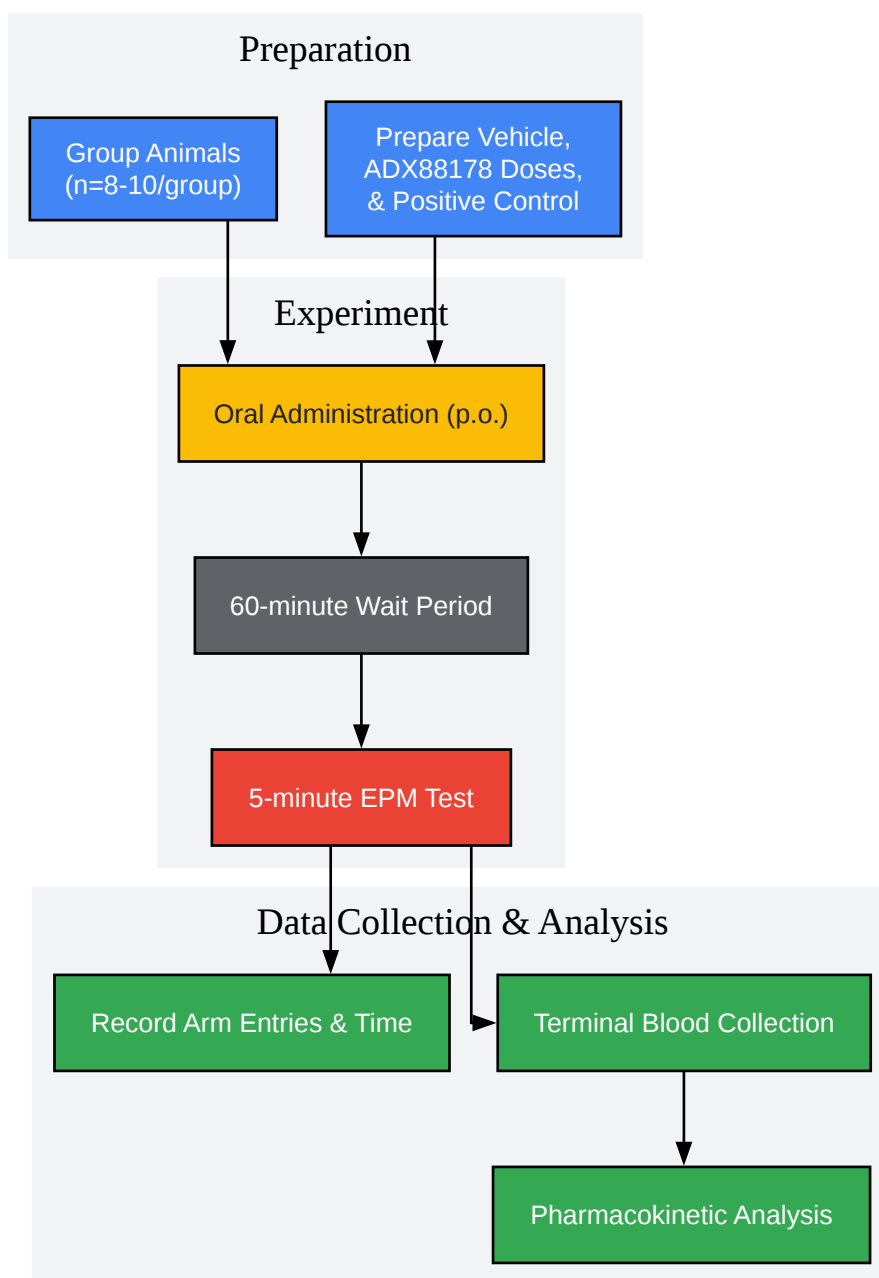 Preparation
Group Animals
(n=8-10/group)
Prepare Vehicle,
ADX88178 Doses,
& Positive Control
Experiment
Oral Administration (p.o.)
60-minute Wait Period
5-minute EPM Test
Data Collection & Analysis
Record Arm Entries & Time
Terminal Blood Collection
Pharmacokinetic Analysis